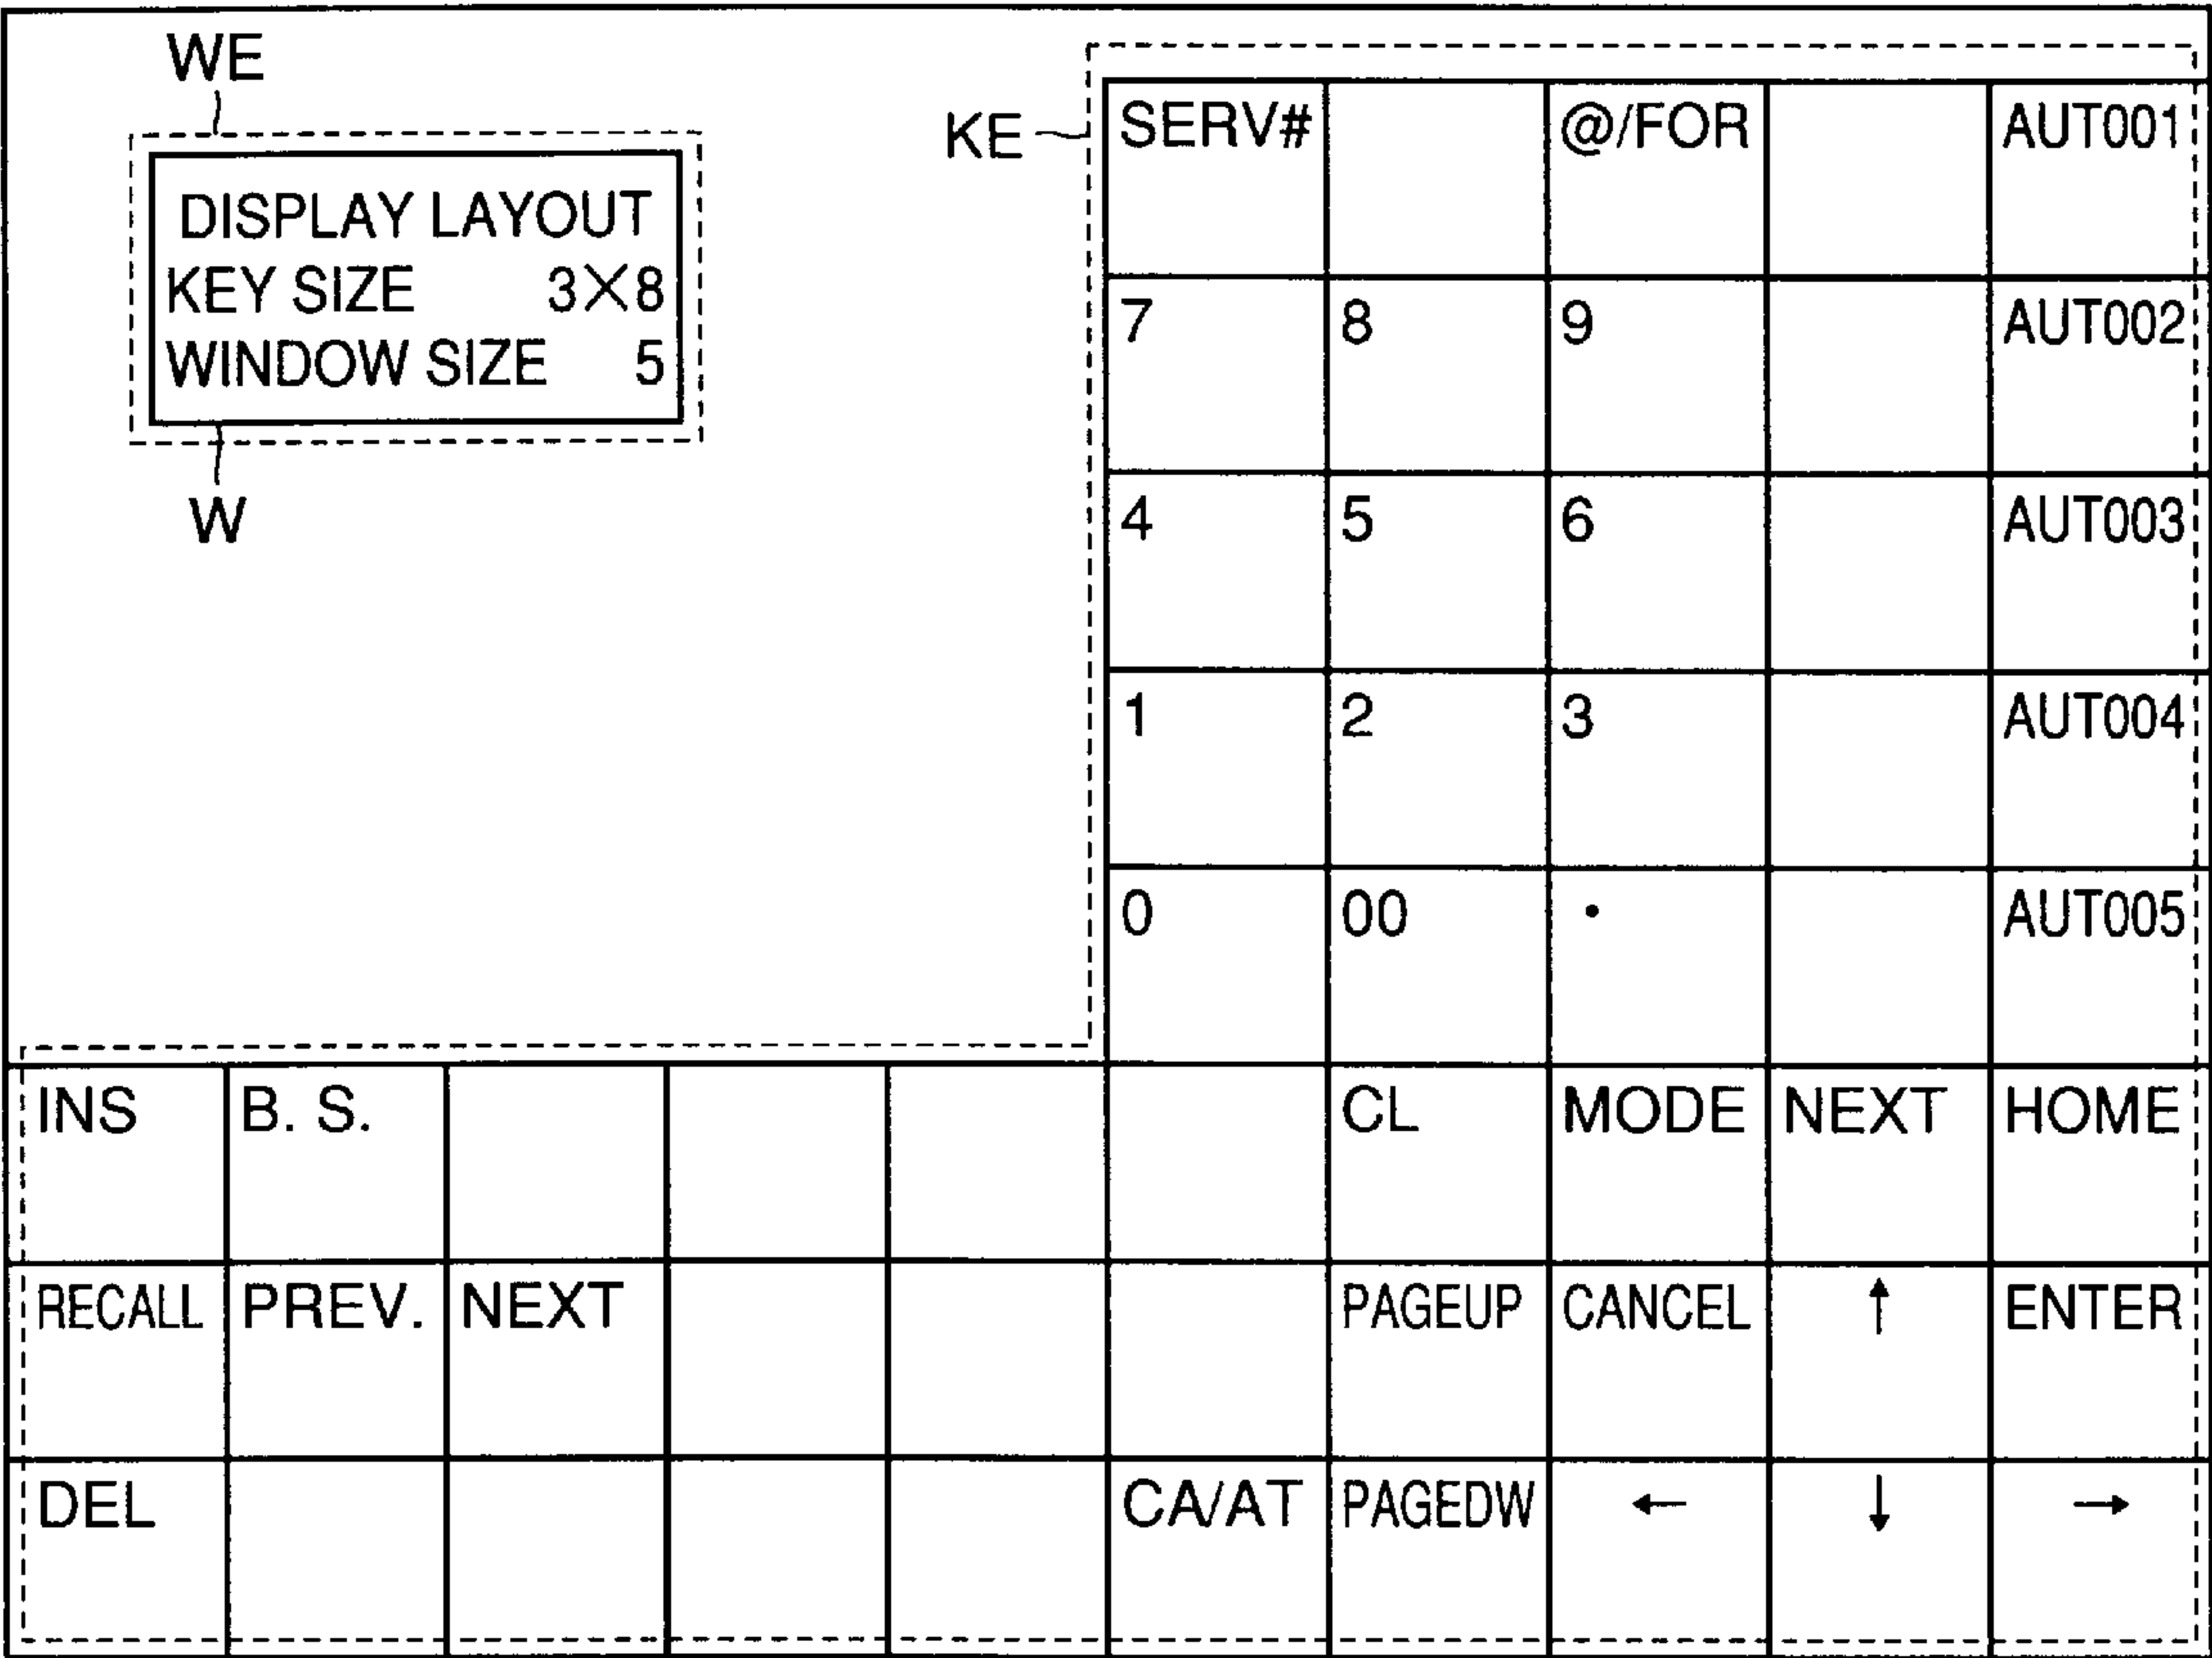 WE
DISPLAY LAYOUT
KEY SIZE 3×8
WINDOW SIZE 5
W
KE
SERV# @/FOR AUT001
7 8 9 AUT002
4 5 6 AUT003
1 2 3 AUT004
0 00 • AUT005
INS B. S. CL MODE NEXT HOME
RECALL PREV. NEXT PAGEUP CANCEL ↑ ENTER
DEL CA/AT PAGEDW ← ↓ →